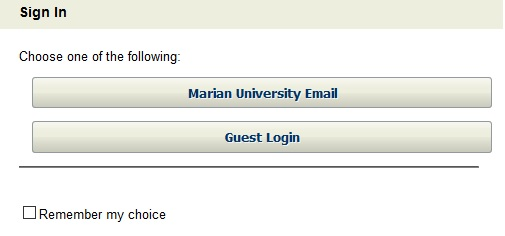 Sign In
Choose one of the following:
Marian University Email
Guest Login
Remember my choice